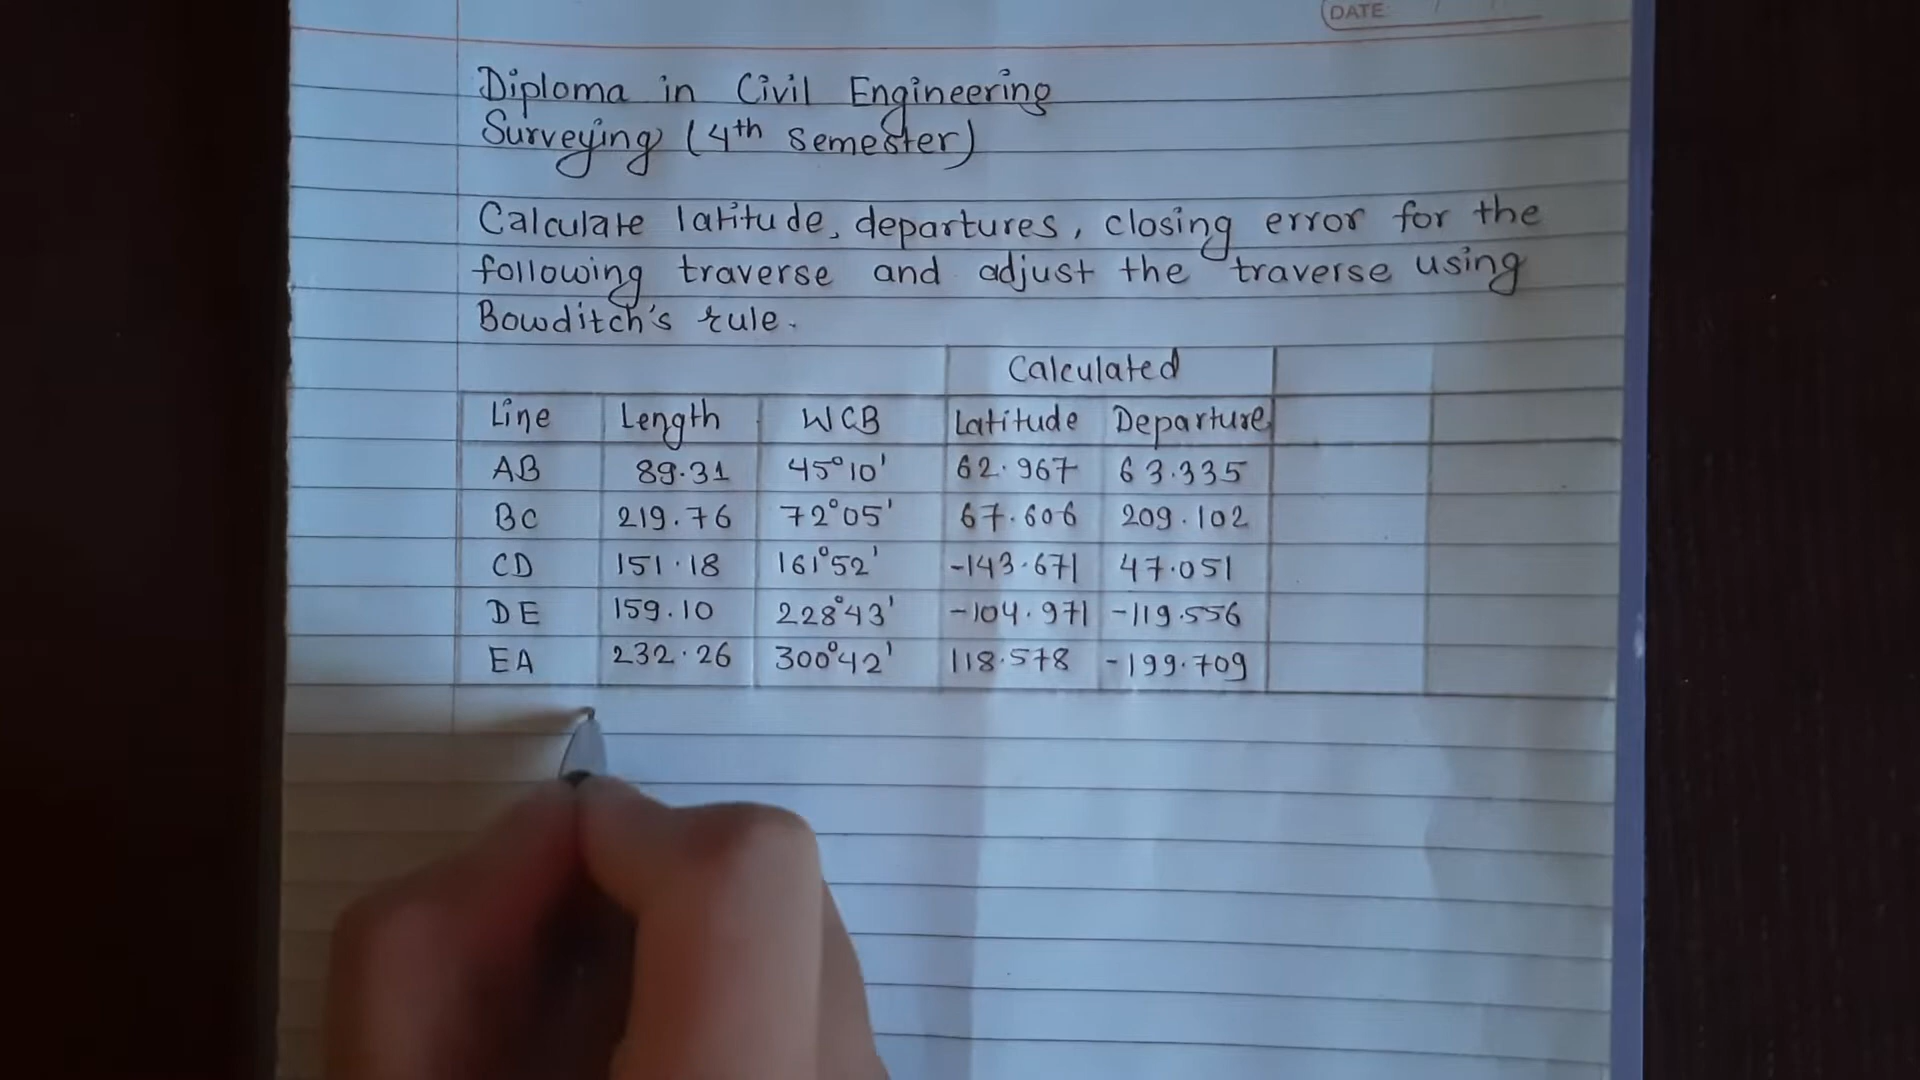 DATE
Diploma in Civil Engineering
Surveying (4th semester)
Calculate latitude, departures, closing error for the
following traverse and adjust the traverse using
Bowditch's rule.
Calculated
Line Length WCB Latitude Departure
AB 89.31 45°10' 62.967 63.335
BC 219.76 72°05' 67.606 209.102
CD 151.18 161°52' -143.671 47.051
DE 159.10 228°43' -104.971 -119.556
EA 232.26 300°42' 118.578 -199.709